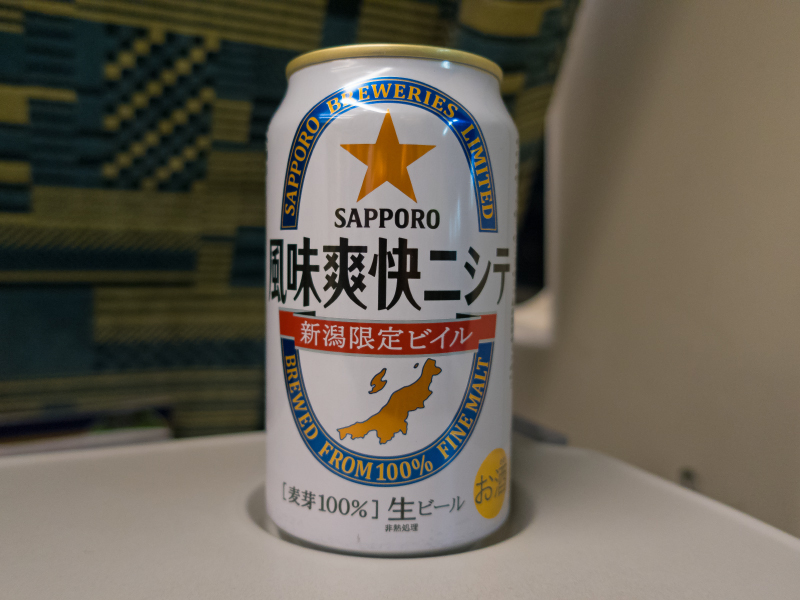 SAPPORO BREWERIES LIMITED
SAPPORO
風味爽快ニシテ
新潟限定ビイル
BREWED FROM 100% FINE MALT
[麦芽100%] 生ビール
非熱処理
お酒